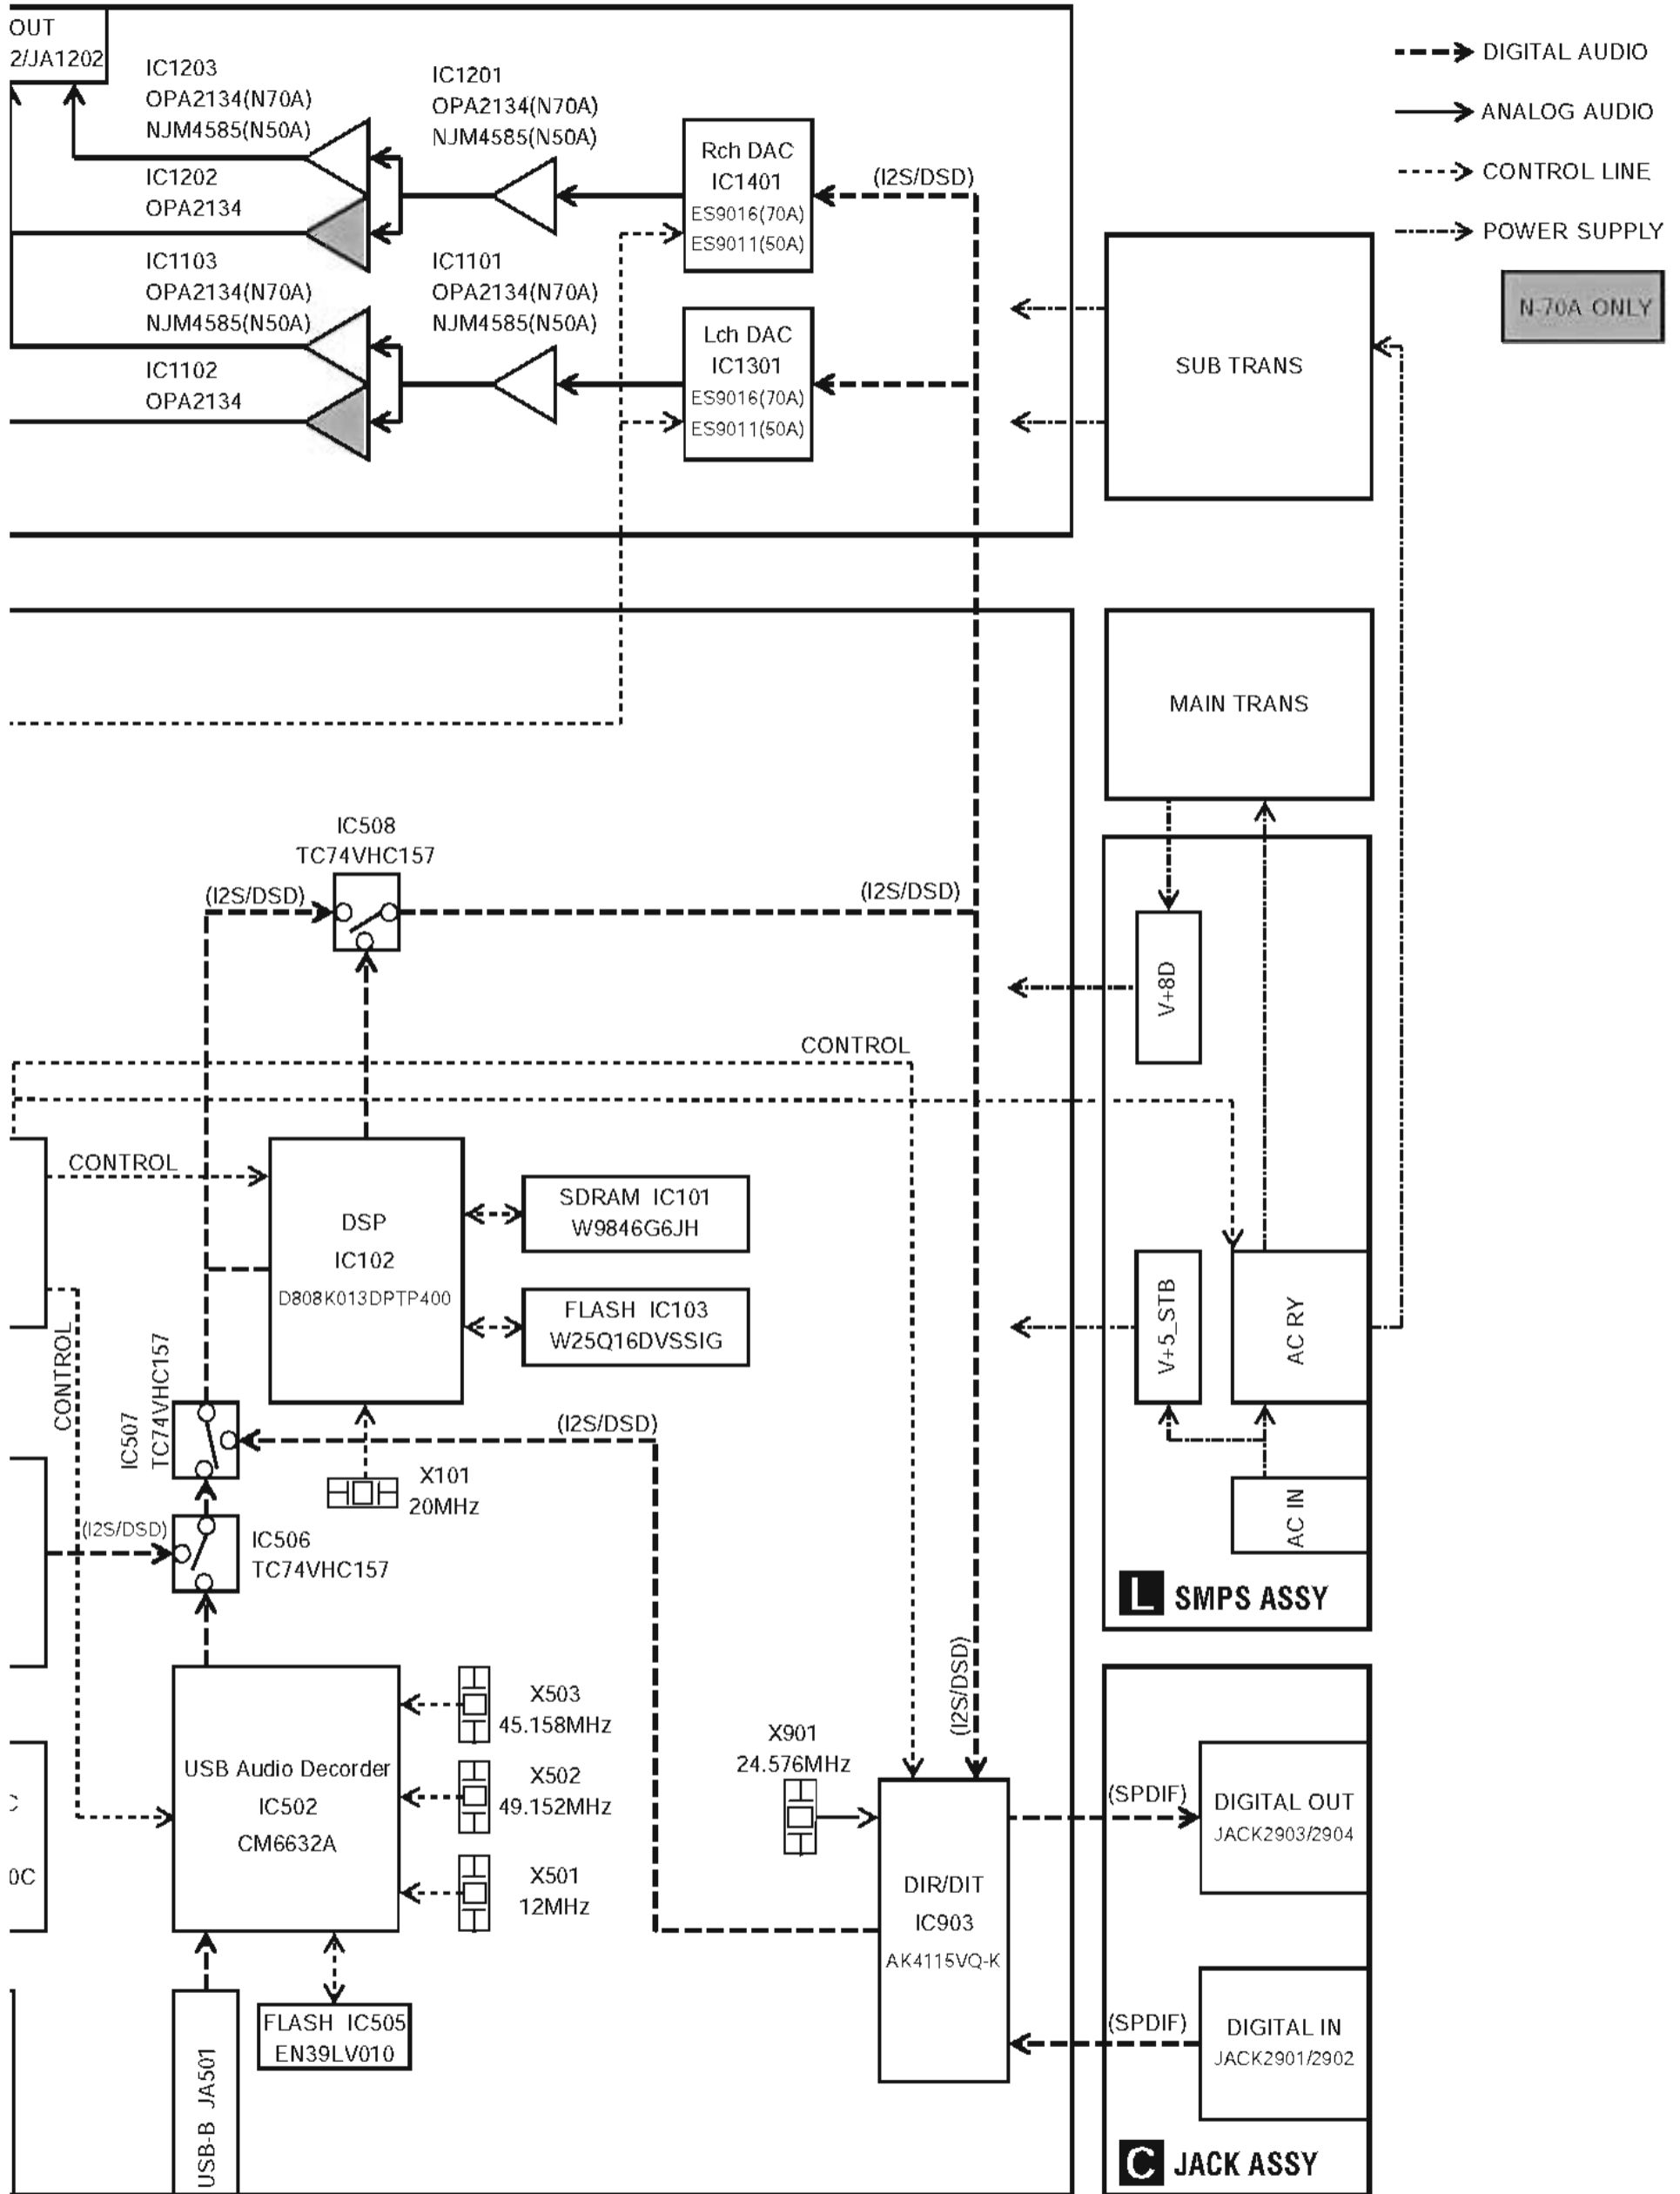 OUT
2/JA1202
IC1203
OPA2134(N70A)
NJM4585(N50A)
IC1202
OPA2134
IC1103
OPA2134(N70A)
NJM4585(N50A)
IC1102
OPA2134
IC1201
OPA2134(N70A)
NJM4585(N50A)
IC1101
OPA2134(N70A)
NJM4585(N50A)
Rch DAC
IC1401
ES9016(70A)
ES9011(50A)
Lch DAC
IC1301
ES9016(70A)
ES9011(50A)
(I2S/DSD)
DIGITAL AUDIO
ANALOG AUDIO
CONTROL LINE
POWER SUPPLY
N-70A ONLY
SUB TRANS
MAIN TRANS
IC508
TC74VHC157
(I2S/DSD)
(I2S/DSD)
V+8D
CONTROL
CONTROL
DSP
IC102
D808K013DPTP400
SDRAM IC101
W9846G6JH
FLASH IC103
W25Q16DVSSIG
CONTROL
IC507
TC74VHC157
(I2S/DSD)
X101
20MHz
V+5_STB
AC RY
AC IN
L SMPS ASSY
(I2S/DSD)
IC506
TC74VHC157
USB Audio Decorder
IC502
CM6632A
X503
45.158MHz
X502
49.152MHz
X501
12MHz
C
0C
FLASH IC505
EN39LV010
USB-B JA501
X901
24.576MHz
(I2S/DSD)
DIR/DIT
IC903
AK4115VQ-K
(SPDIF)
DIGITAL OUT
JACK2903/2904
(SPDIF)
DIGITAL IN
JACK2901/2902
C JACK ASSY